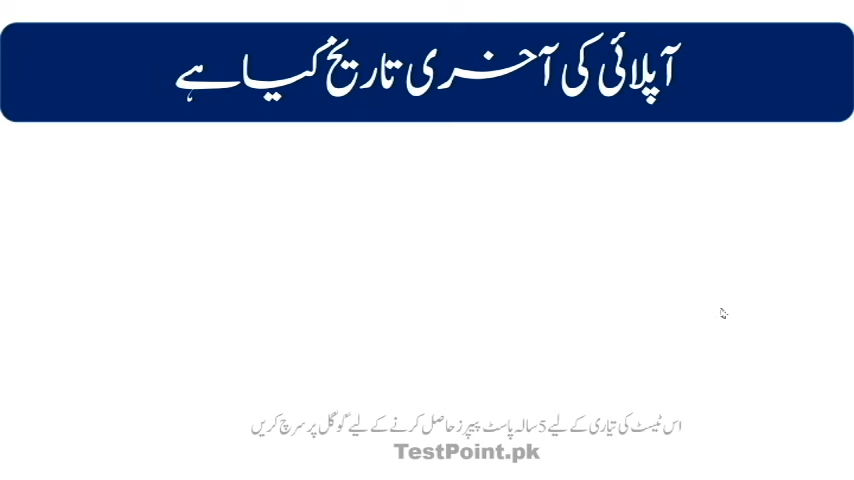 آپلائی کی آخری تاریخ کیا ہے
اس ٹیسٹ کی تیاری کے لیے 5 سالہ پاسٹ پیپرز حاصل کرنے کے لیے گوگل پر سرچ کریں
TestPoint.pk